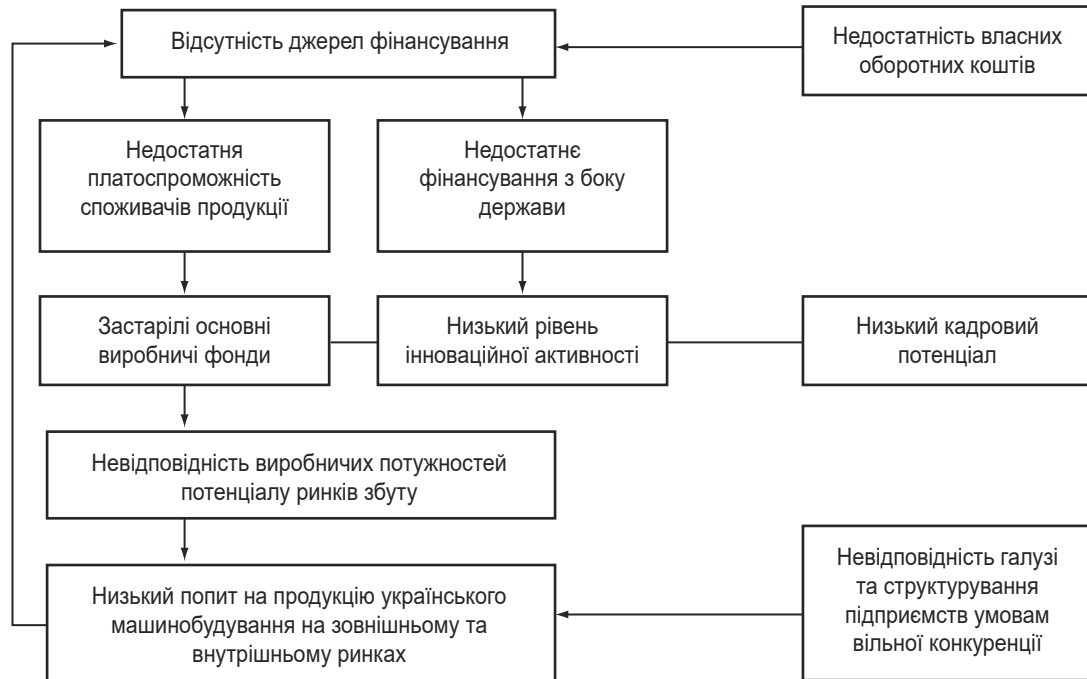 Відсутність джерел фінансування
Недостатність власних
оборотних коштів
Недостатня
платоспроможність
споживачів продукції
Недостатнє
фінансування з боку
держави
Застарілі основні
виробничі фонди
Низький рівень
інноваційної активності
Низький кадровий
потенціал
Невідповідність виробничих потужностей
потенціалу ринків збуту
Низький попит на продукцію українського
машинобудування на зовнішньому та
внутрішньому ринках
Невідповідність галузі
та структурування
підприємств умовам
вільної конкуренції